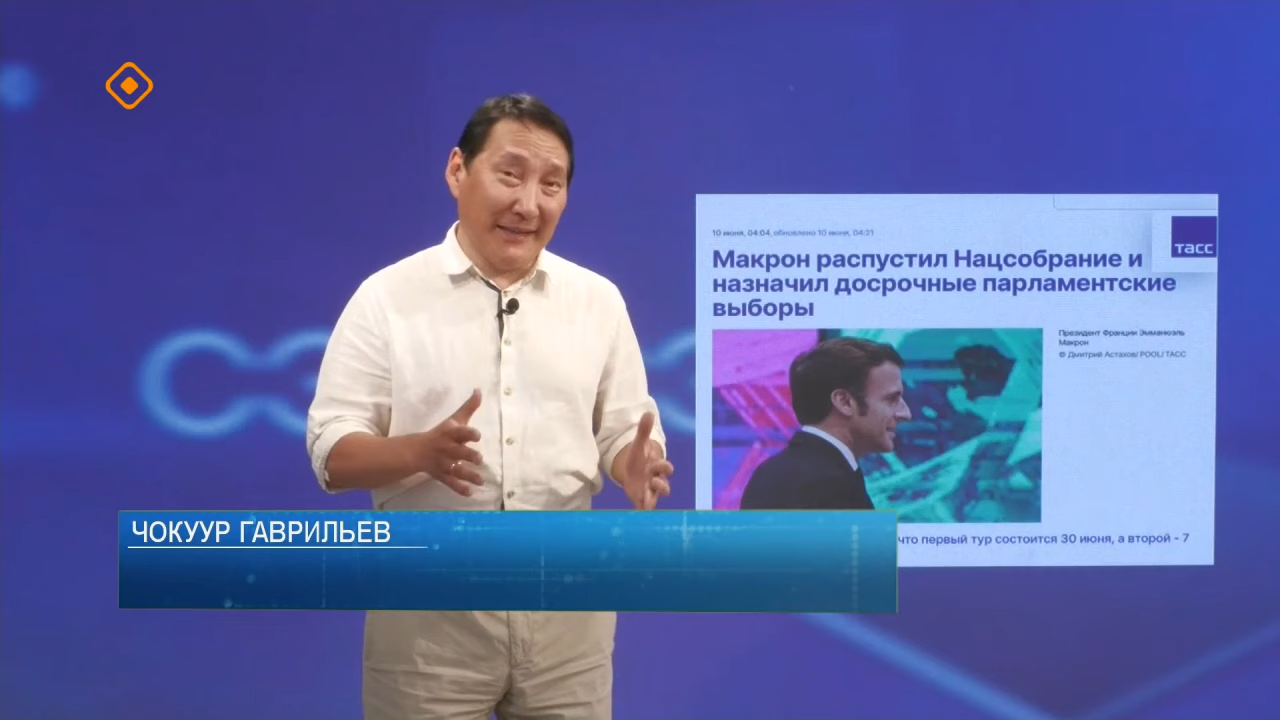 10 июня, 04:04, обновлено 10 июня, 04:21
тасс
Макрон распустил Нацсобрание и
назначил досрочные парламентские
выборы
Президент Франции Эммануэль
Макрон
© Дмитрий Астахов/ POOL/ ТАСС
ЧОКУУР ГАВРИЛЬЕВ
что первый тур состоится 30 июня, а второй - 7